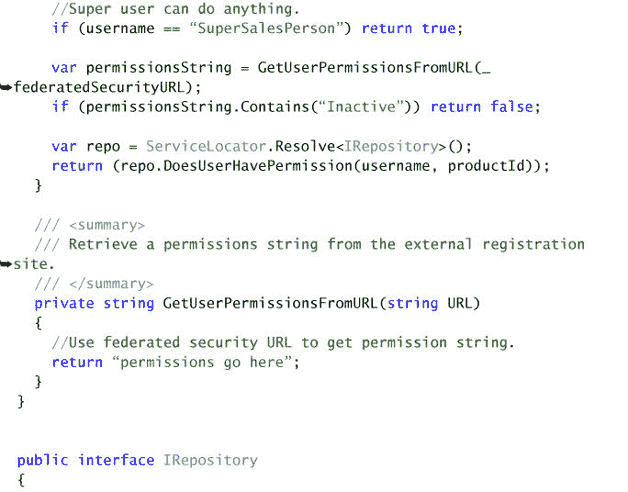 //Super user can do anything.
if (username == “SuperSalesPerson”) return true;
var permissionsString = GetUserPermissionsFromURL(_
➥federatedSecurityURL);
if (permissionsString.Contains(“Inactive”)) return false;
var repo = ServiceLocator.Resolve<IRepository>();
return (repo.DoesUserHavePermission(username, productId));
}
/// <summary>
/// Retrieve a permissions string from the external registration
➥site.
/// </summary>
private string GetUserPermissionsFromURL(string URL)
{
//Use federated security URL to get permission string.
return “permissions go here”;
}
}
public interface IRepository
{